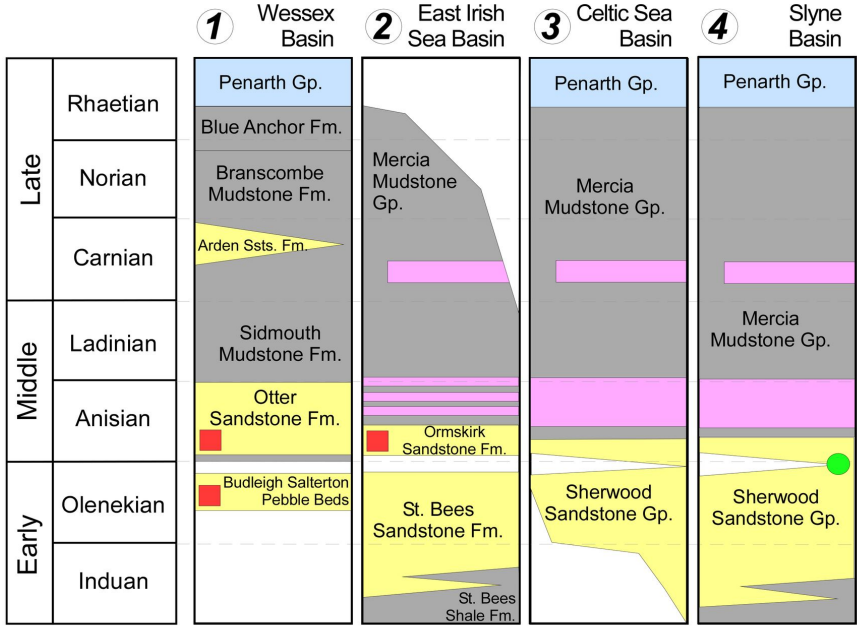 1 Wessex
Basin
2 East Irish
Sea Basin
3 Celtic Sea
Basin
4 Slyne
Basin
Late
Rhaetian
Norian
Carnian
Middle
Ladinian
Anisian
Early
Olenekian
Induan
Penarth Gp.
Blue Anchor Fm.
Branscombe
Mudstone Fm.
Arden Ssts. Fm.
Sidmouth
Mudstone Fm.
Otter
Sandstone Fm.
Budleigh Salterton
Pebble Beds
Mercia
Mudstone
Gp.
Ormskirk
Sandstone Fm.
St. Bees
Sandstone Fm.
St. Bees
Shale Fm.
Penarth Gp.
Mercia
Mudstone Gp.
Sherwood
Sandstone Gp.
Penarth Gp.
Mercia
Mudstone Gp.
Sherwood
Sandstone Gp.